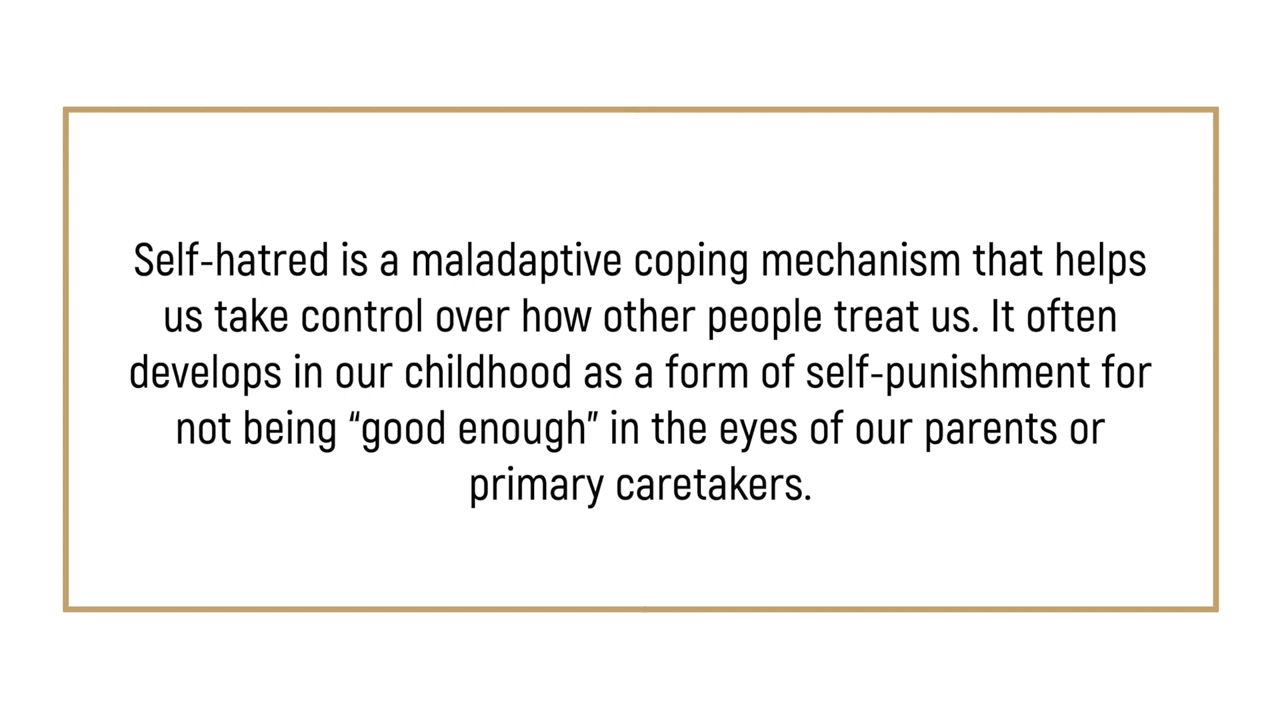 Self-hatred is a maladaptive coping mechanism that helps
us take control over how other people treat us. It often
develops in our childhood as a form of self-punishment for
not being “good enough” in the eyes of our parents or
primary caretakers.